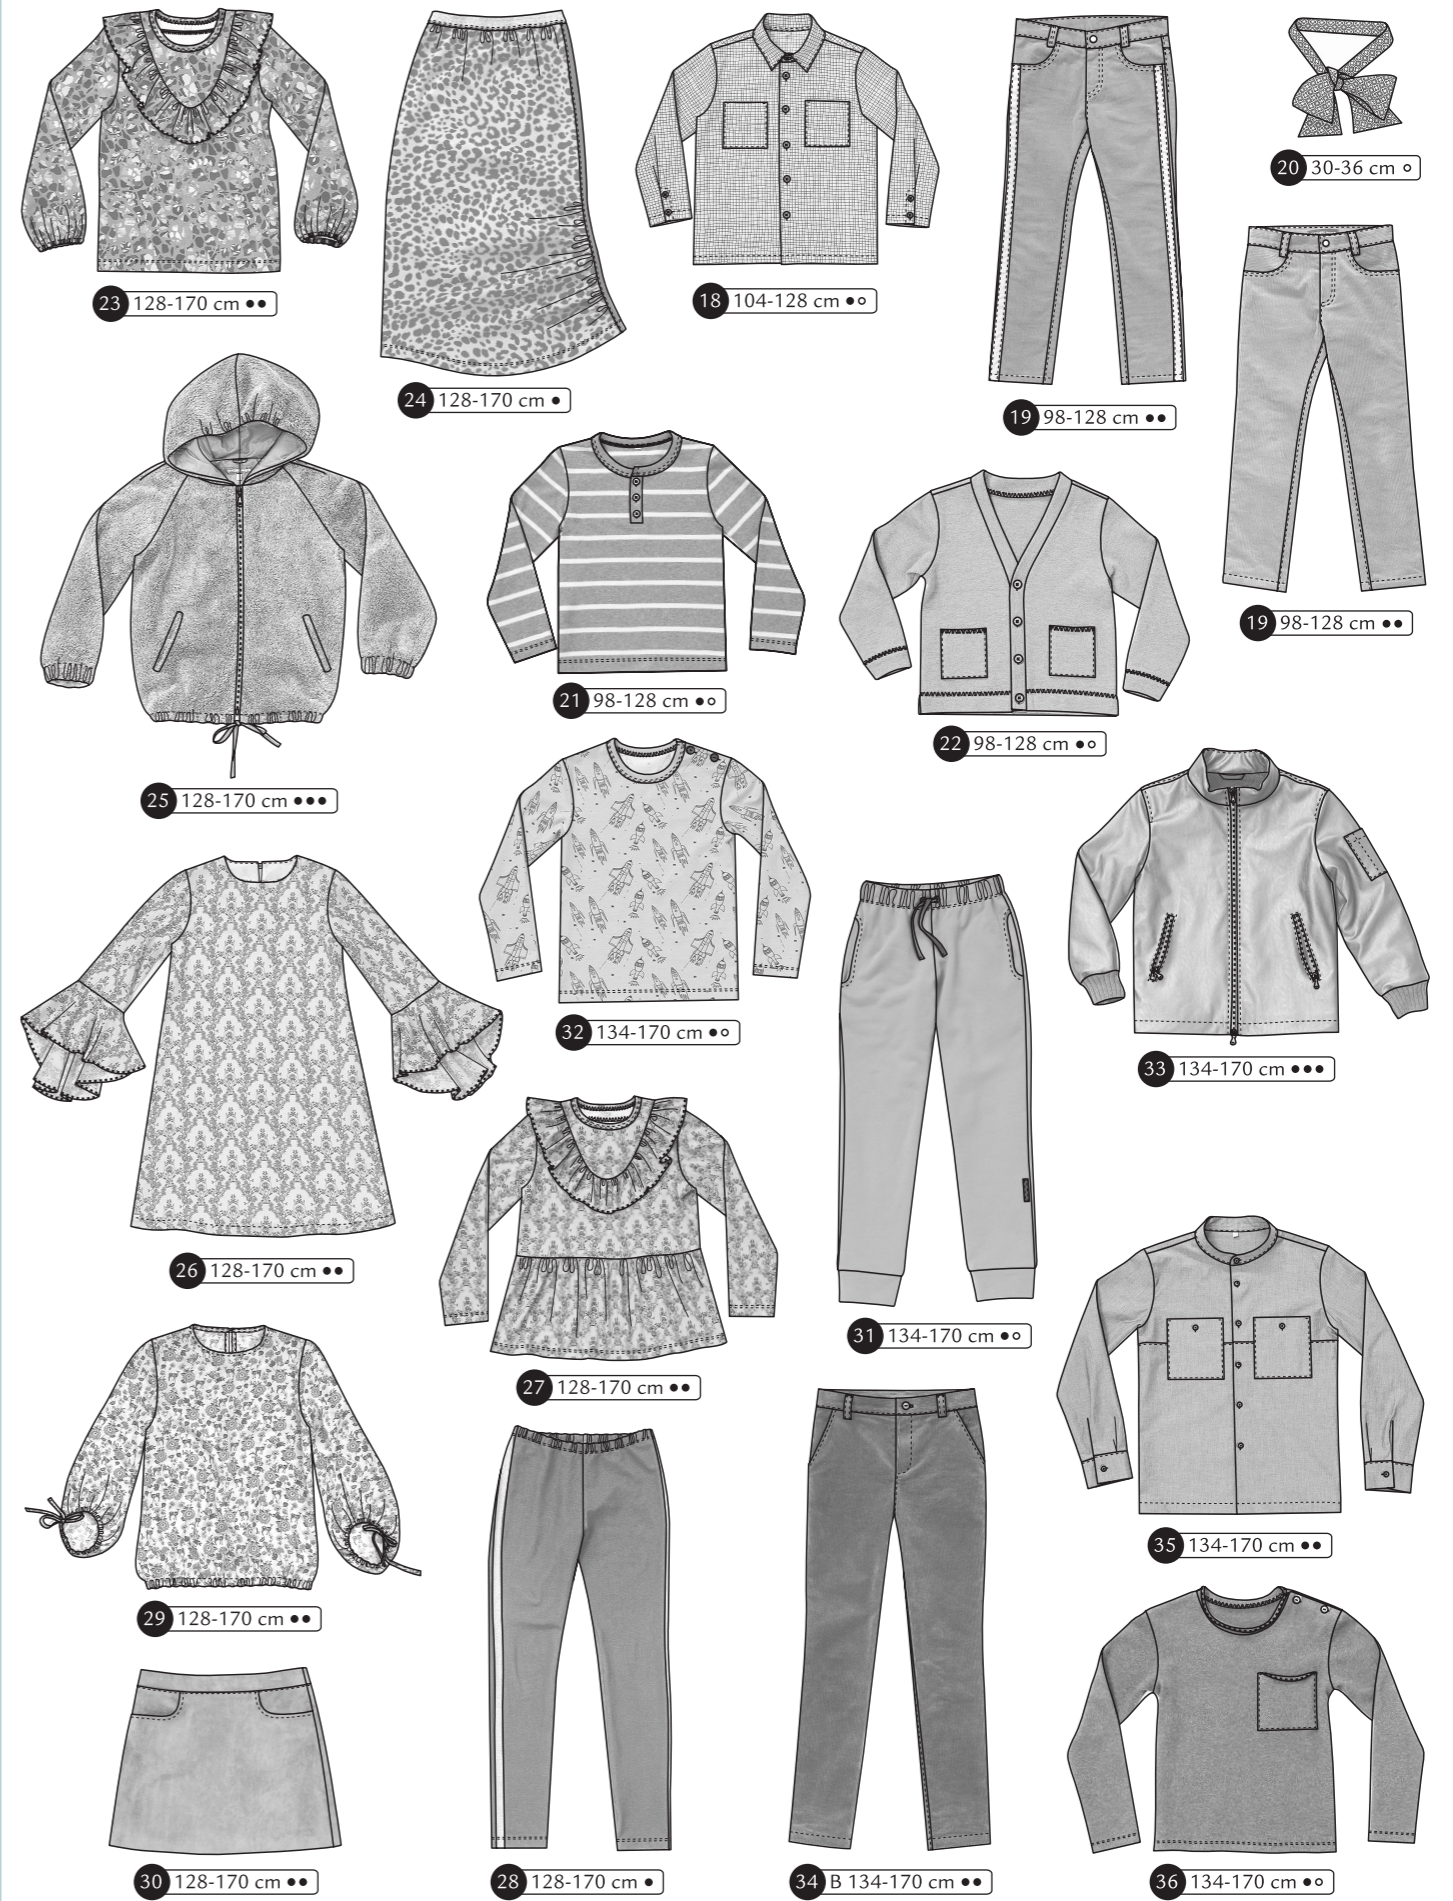 20 30-36 cm ○
23 128-170 cm ●●
18 104-128 cm ●○
24 128-170 cm ●
19 98-128 cm ●●
19 98-128 cm ●●
21 98-128 cm ●○
22 98-128 cm ●○
25 128-170 cm ●●●
32 134-170 cm ●○
33 134-170 cm ●●●
26 128-170 cm ●●
31 134-170 cm ●○
27 128-170 cm ●●
35 134-170 cm ●●
29 128-170 cm ●●
30 128-170 cm ●●
28 128-170 cm ●
34 B 134-170 cm ●●
36 134-170 cm ●○